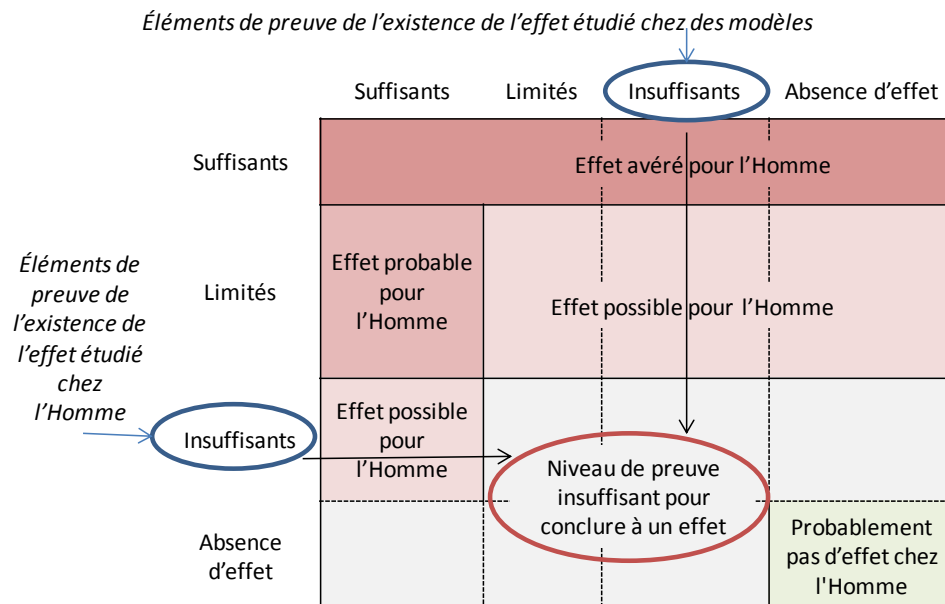 Éléments de preuve de l'existence de l'effet étudié chez des modèles
Suffisants
Limités
Insuffisants
Absence d'effet
Suffisants
Effet avéré pour l'Homme
Éléments de
preuve de
l'existence de
l'effet étudié
chez
l'Homme
Limités
Effet probable
pour
l'Homme
Effet possible pour l'Homme
Insuffisants
Effet possible
pour
l'Homme
Niveau de preuve
insuffisant pour
conclure à un effet
Absence
d'effet
Probablement
pas d'effet chez
l'Homme